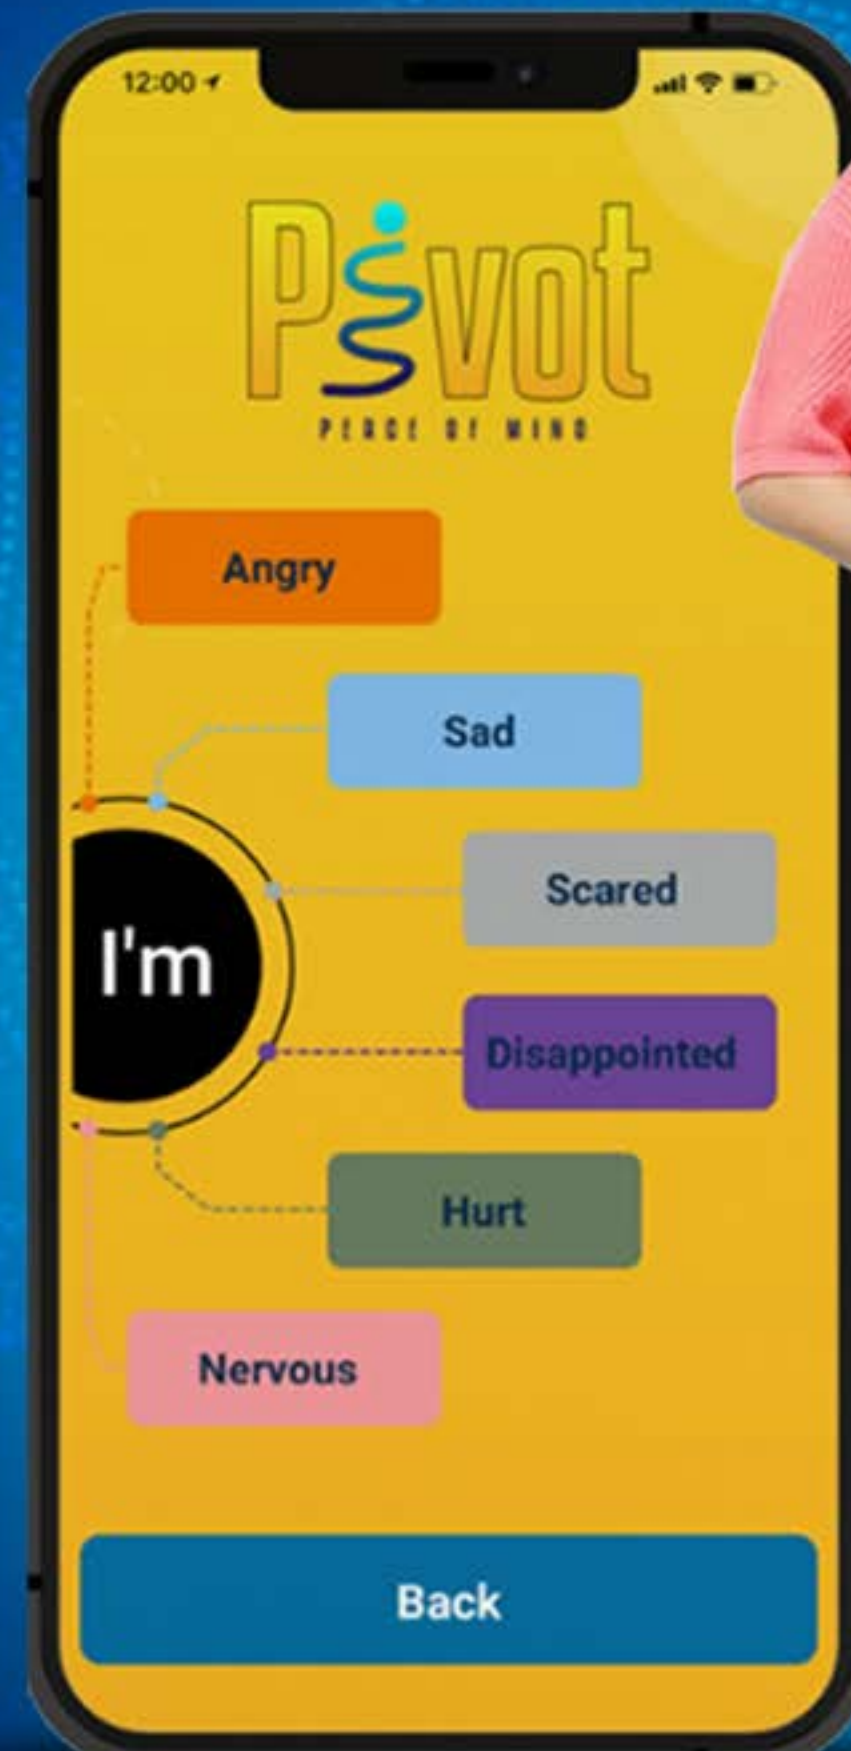 12:00
Pivot
PEACE OF MIND
Angry
Sad
Scared
I'm
Disappointed
Hurt
Nervous
Back